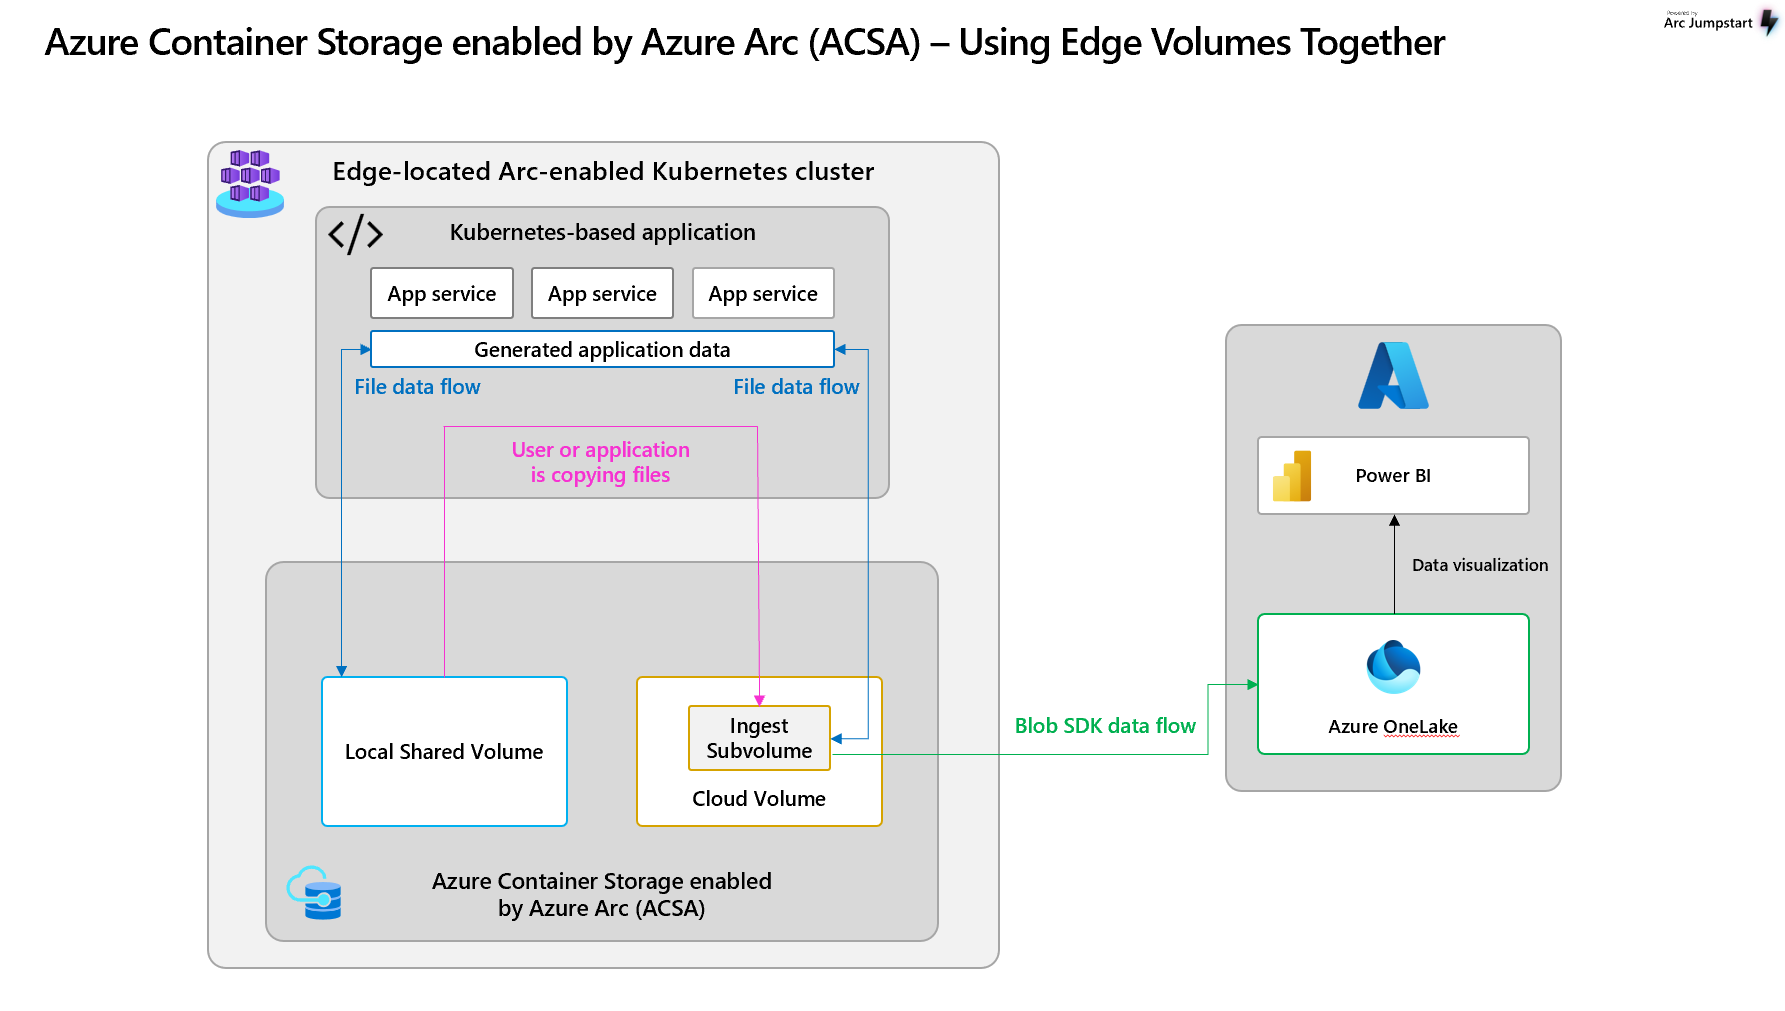 Powered by
Arc Jumpstart
Azure Container Storage enabled by Azure Arc (ACSA) – Using Edge Volumes Together
Edge-located Arc-enabled Kubernetes cluster
Kubernetes-based application
App service
App service
App service
Generated application data
File data flow
File data flow
User or application
is copying files
Local Shared Volume
Ingest
Subvolume
Cloud Volume
Azure Container Storage enabled
by Azure Arc (ACSA)
Blob SDK data flow
Power BI
Data visualization
Azure OneLake